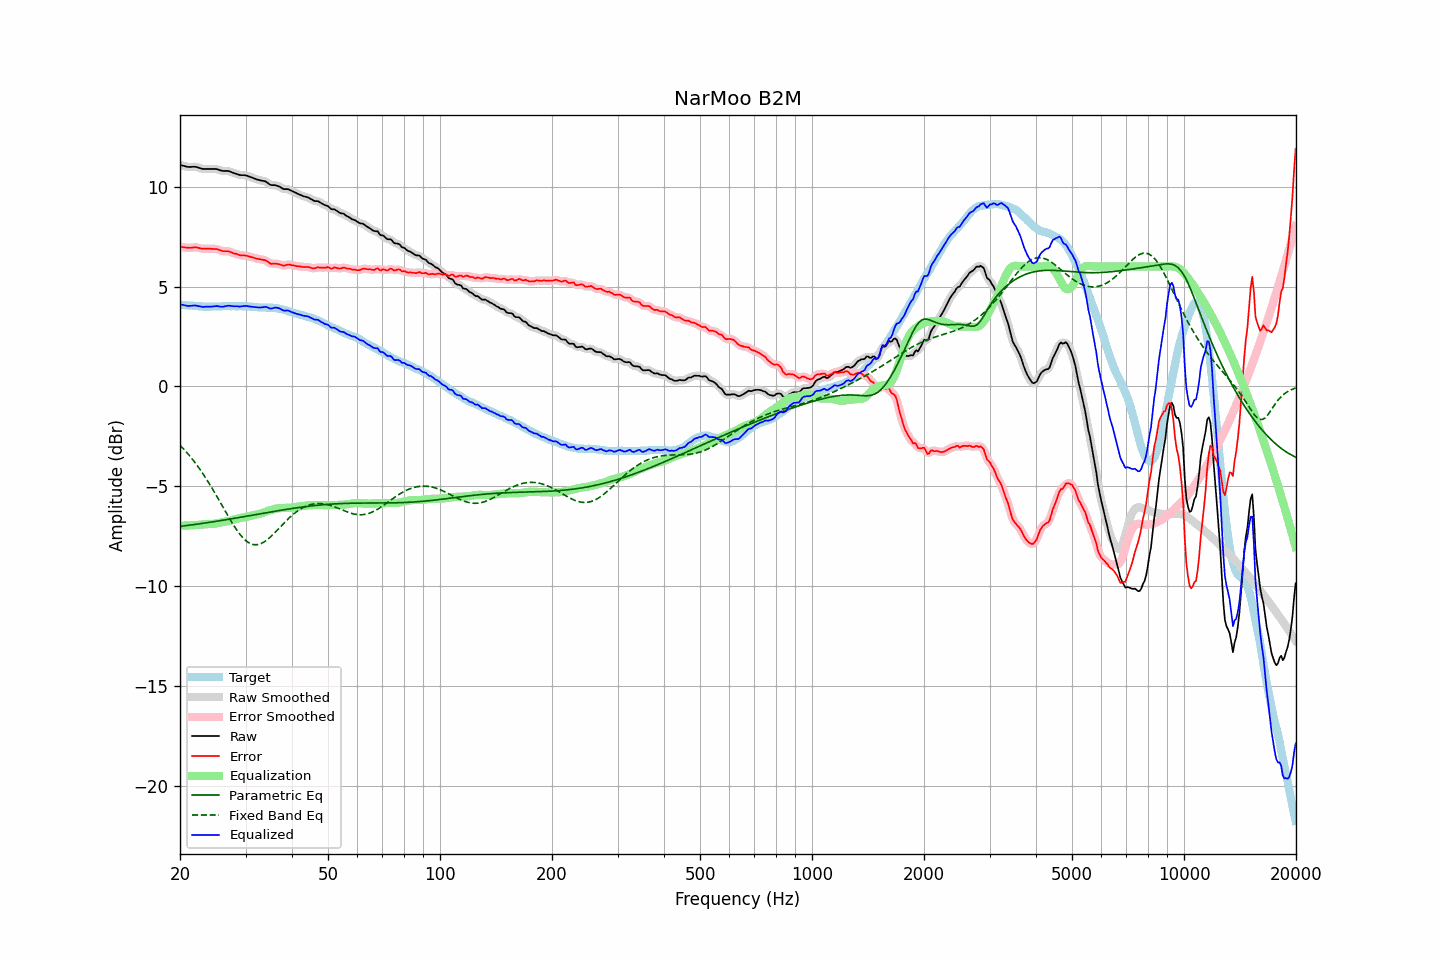 NarMoo B2M
Amplitude (dBr)
10
5
0
−5
−10
−15
−20
Target
Raw Smoothed
Error Smoothed
Raw
Error
Equalization
Parametric Eq
Fixed Band Eq
Equalized
20 50 100 200 500 1000 2000 5000 10000 20000
Frequency (Hz)